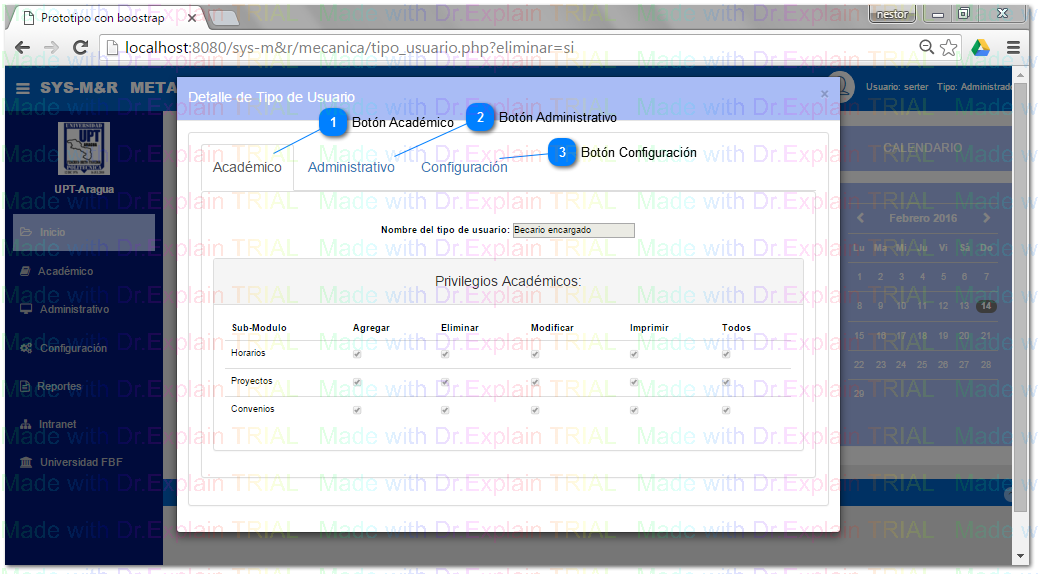 Prototipo con boostrap
nestor
localhost:8080/sys-m&r/mecanica/tipo_usuario.php?eliminar=si
SYS-M&R META
Usuario: serter Tipo: Administrado
Detalle de Tipo de Usuario
×
1 Botón Académico
2 Botón Administrativo
3 Botón Configuración
Académico Administrativo Configuración
UNIVERSIDAD
UPT
UPT-Aragua
Inicio
Académico
Administrativo
Configuración
Reportes
Intranet
Universidad FBF
Nombre del tipo de usuario: Becario encargado
Privilegios Académicos:
Sub-Modulo Agregar Eliminar Modificar Imprimir Todos
Horarios
Proyectos
Convenios
CALENDARIO
Febrero 2016
Lu Ma Mi Ju Vi Sá Do
1 2 3 4 5 6 7
8 9 10 11 12 13 14
15 16 17 18 19 20 21
22 23 24 25 26 27 28
29
Made with Dr.Explain TRIAL